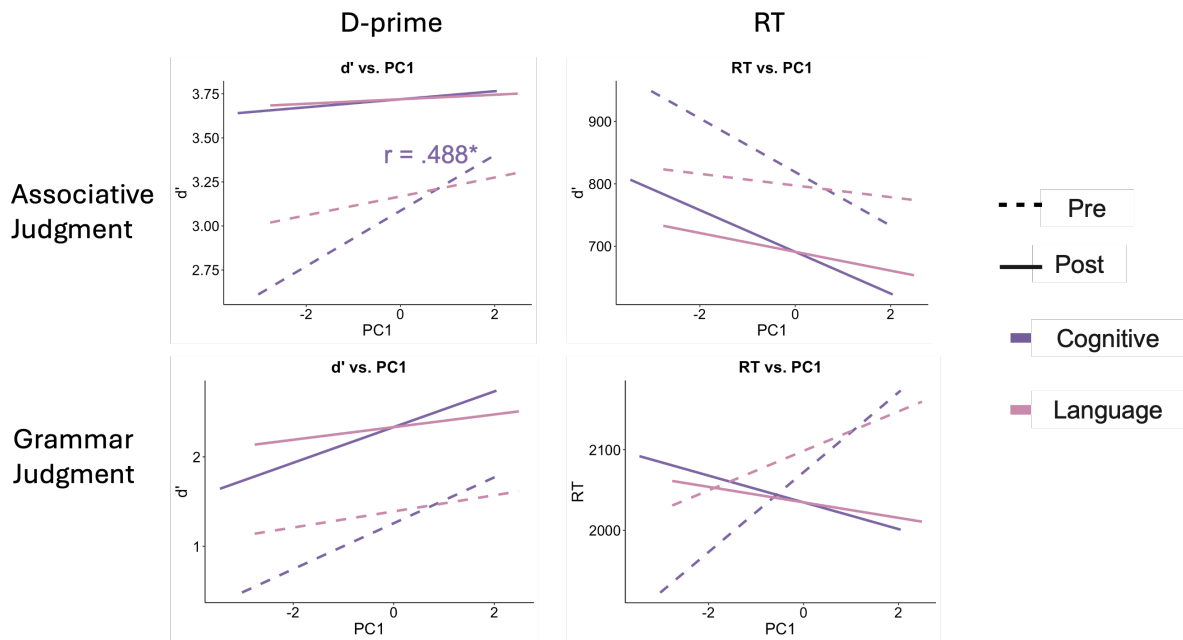 D-prime
RT
Associative
Judgment
d' vs. PC1
d'
3.75
3.50
3.25
3.00
2.75
r = .488*
-2
0
2
PC1
RT vs. PC1
d'
900
800
700
-2
0
2
PC1
Grammar
Judgment
d' vs. PC1
d'
2
1
-2
0
2
PC1
RT vs. PC1
RT
2100
2000
-2
0
2
PC1
Pre
Post
Cognitive
Language